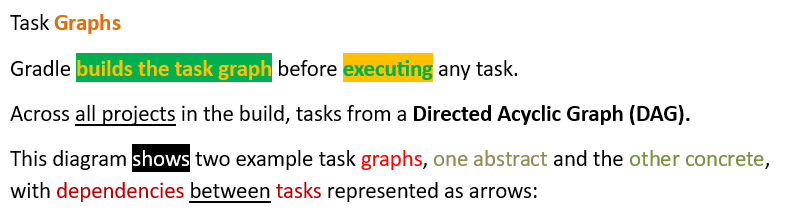 Task Graphs
Gradle builds the task graph before executing any task.
Across all projects in the build, tasks from a Directed Acyclic Graph (DAG).
This diagram shows two example task graphs, one abstract and the other concrete,
with dependencies between tasks represented as arrows: